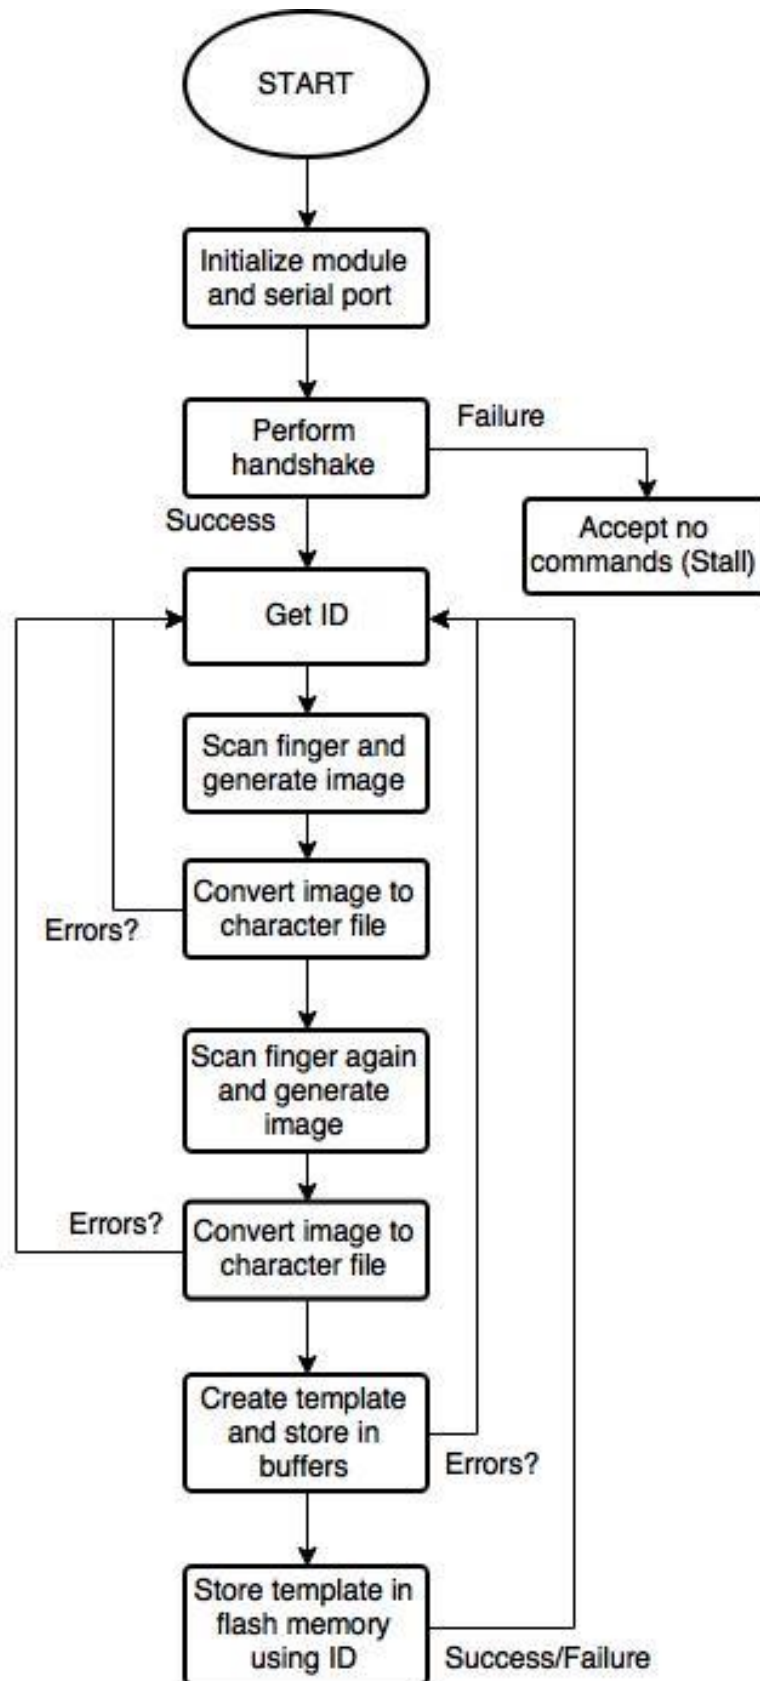 START
Initialize module
and serial port
Perform
handshake
Failure
Success
Accept no
commands (Stall)
Get ID
Scan finger and
generate image
Convert image to
character file
Errors?
Scan finger again
and generate
image
Errors?
Convert image to
character file
Create template
and store in
buffers
Errors?
Store template in
flash memory
using ID
Success/Failure